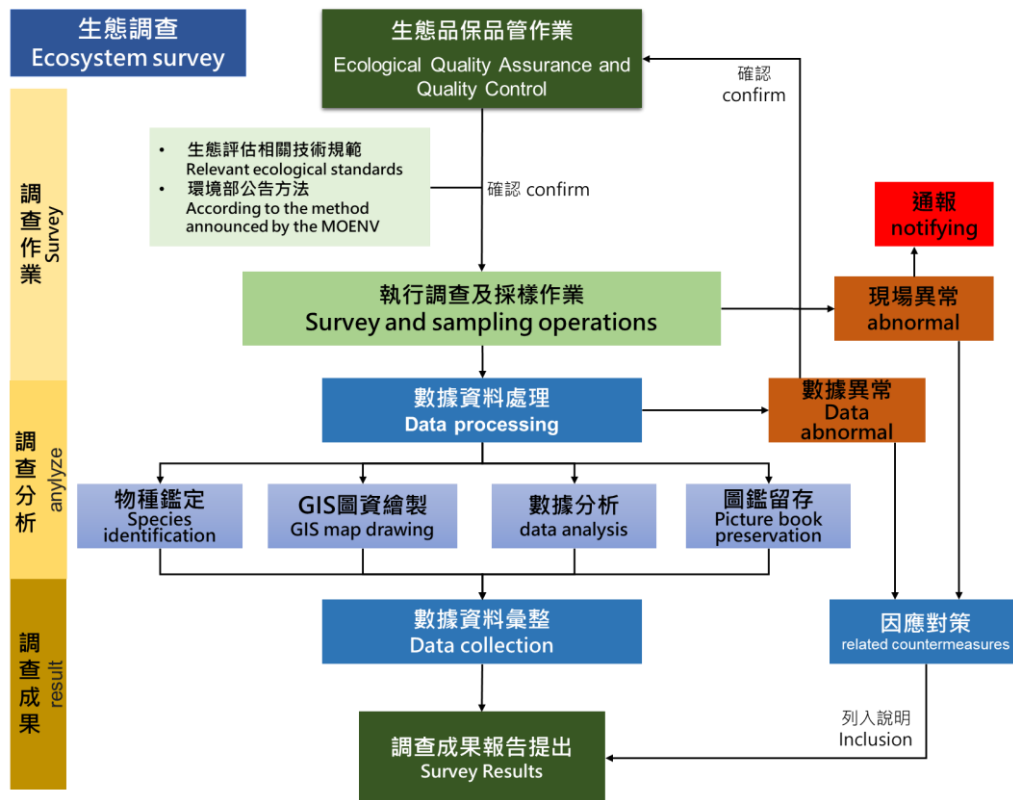 生態調查
Ecosystem survey
生態品保品管作業
Ecological Quality Assurance and
Quality Control
確認
confirm
調查作業
Survey
• 生態評估相關技術規範
Relevant ecological standards
• 環境部公告方法
According to the method
announced by the MOENV
確認 confirm
通報
notifying
執行調查及採樣作業
Survey and sampling operations
現場異常
abnormal
調查分析
anylyze
數據資料處理
Data processing
數據異常
Data
abnormal
物種鑑定
Species
identification
GIS圖資繪製
GIS map drawing
數據分析
data analysis
圖鑑留存
Picture book
preservation
調查成果
result
數據資料彙整
Data collection
因應對策
related countermeasures
列入說明
Inclusion
調查成果報告提出
Survey Results